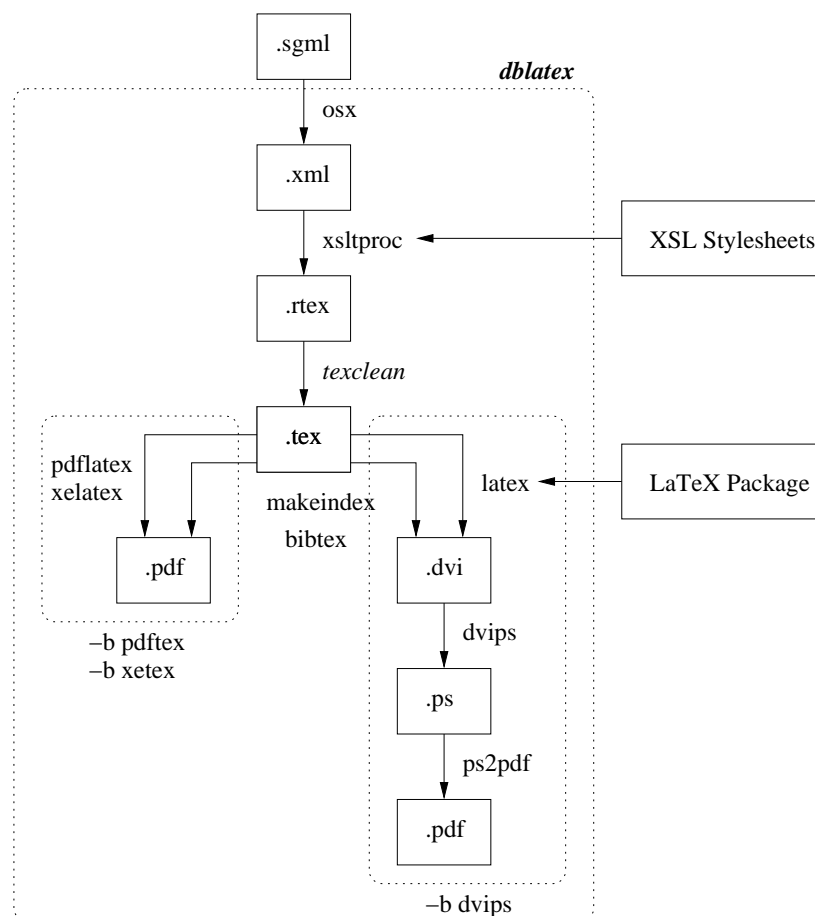 .sgml
dblatex
osx
.xml
xsltproc
XSL Stylesheets
.rtex
texclean
.tex
pdflatex
xelatex
makeindex
bibtex
latex
LaTeX Package
.pdf
.dvi
–b pdftex
–b xetex
dvips
.ps
ps2pdf
.pdf
–b dvips